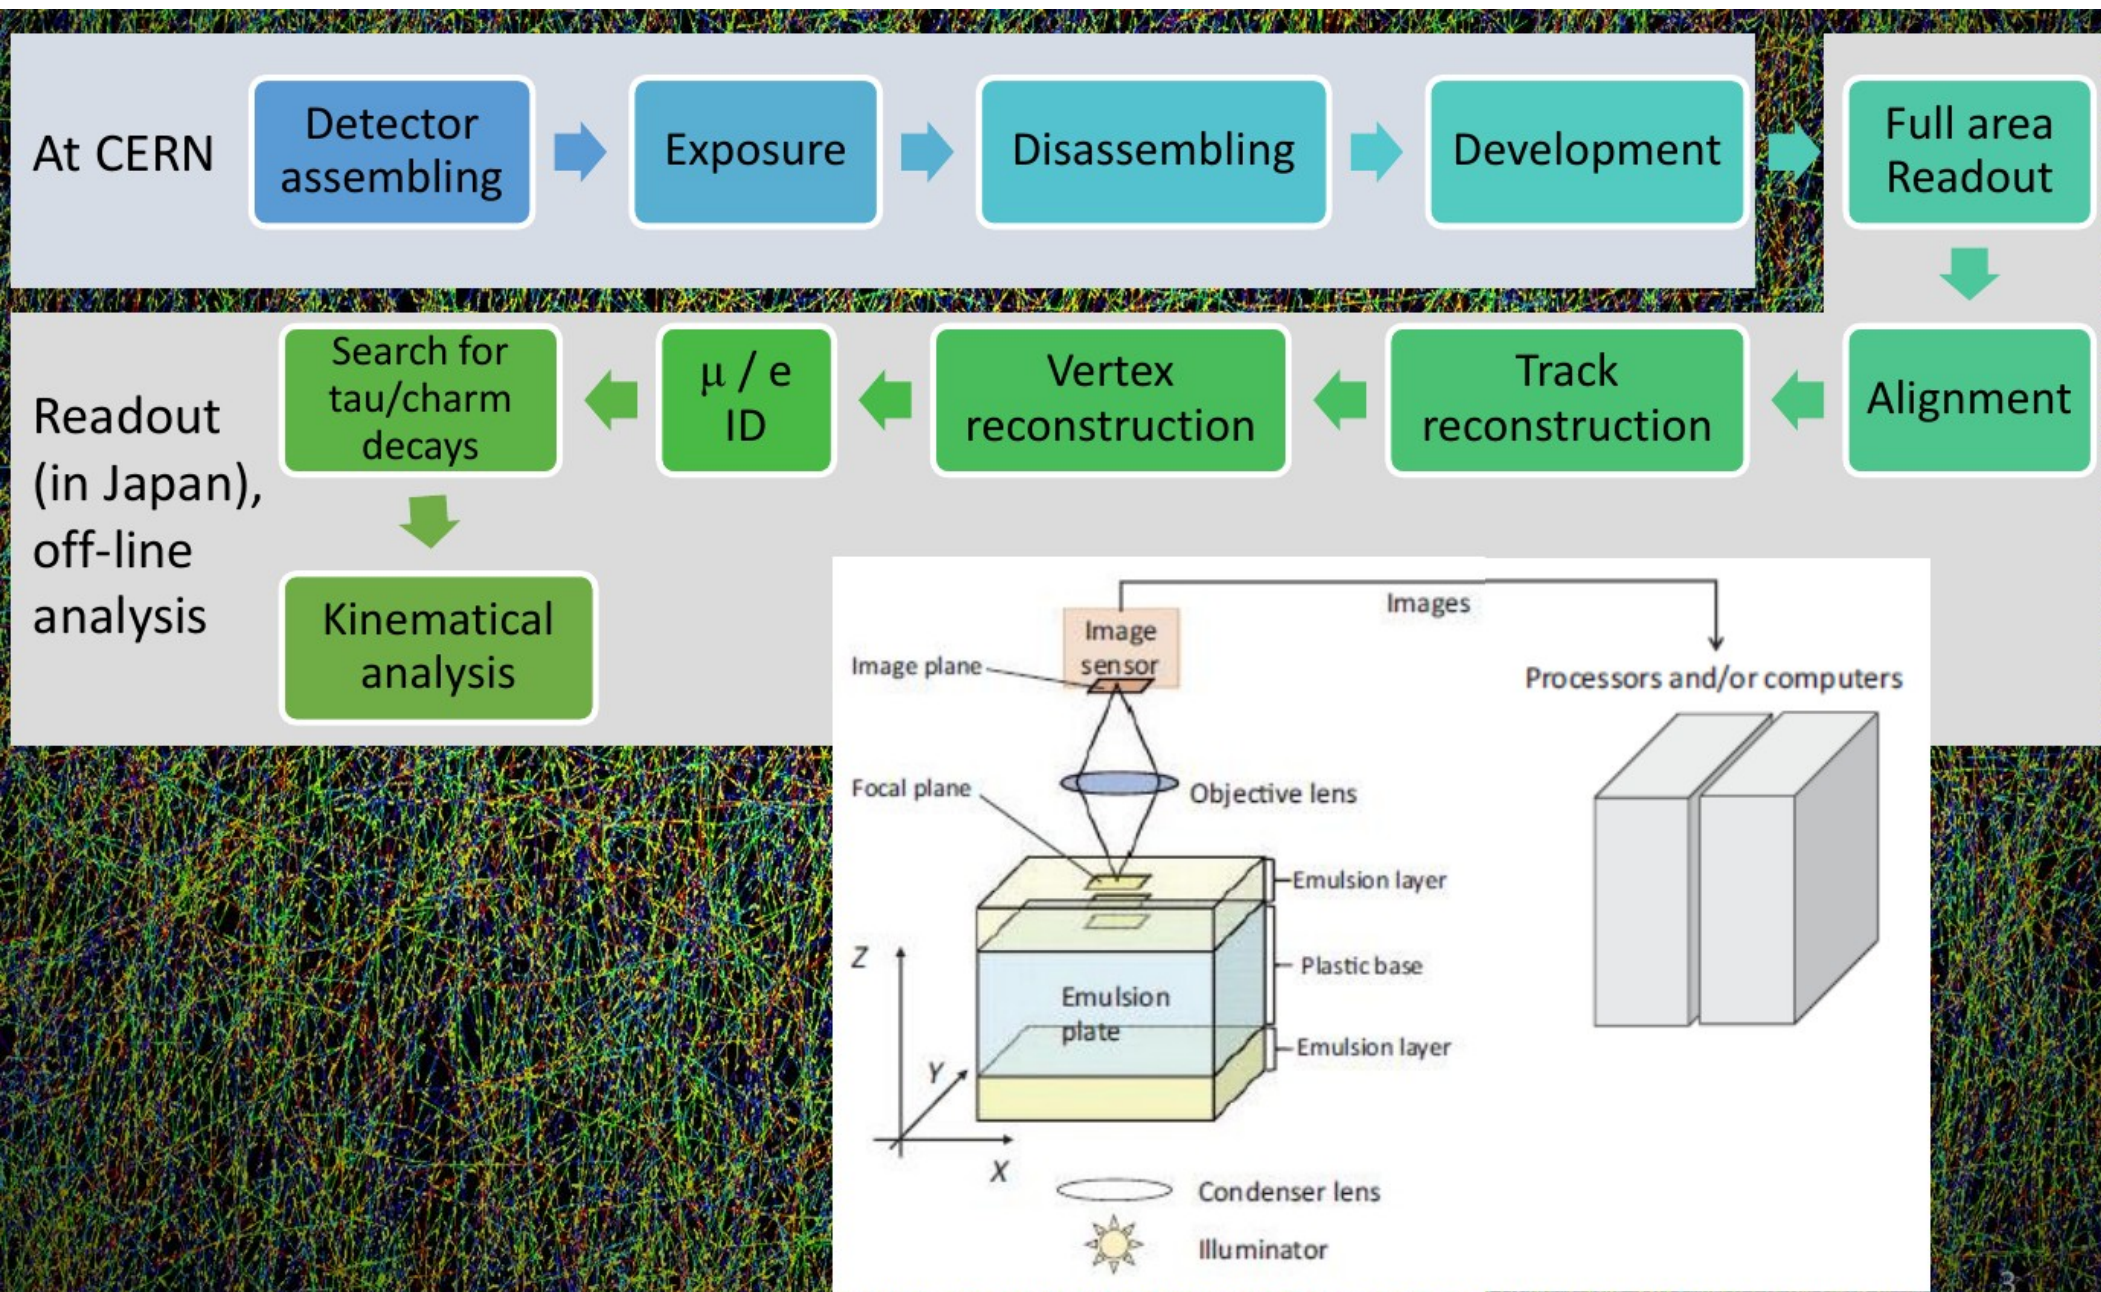 At CERN
Detector
assembling
Exposure
Disassembling
Development
Full area
Readout
Readout
(in Japan),
off-line
analysis
Alignment
Track
reconstruction
Vertex
reconstruction
μ / e
ID
Search for
tau/charm
decays
Kinematical
analysis
Images
Image
sensor
Image plane
Processors and/or computers
Focal plane
Objective lens
Emulsion layer
Z
Plastic base
Emulsion
plate
Emulsion layer
Y
X
Condenser lens
Illuminator
3